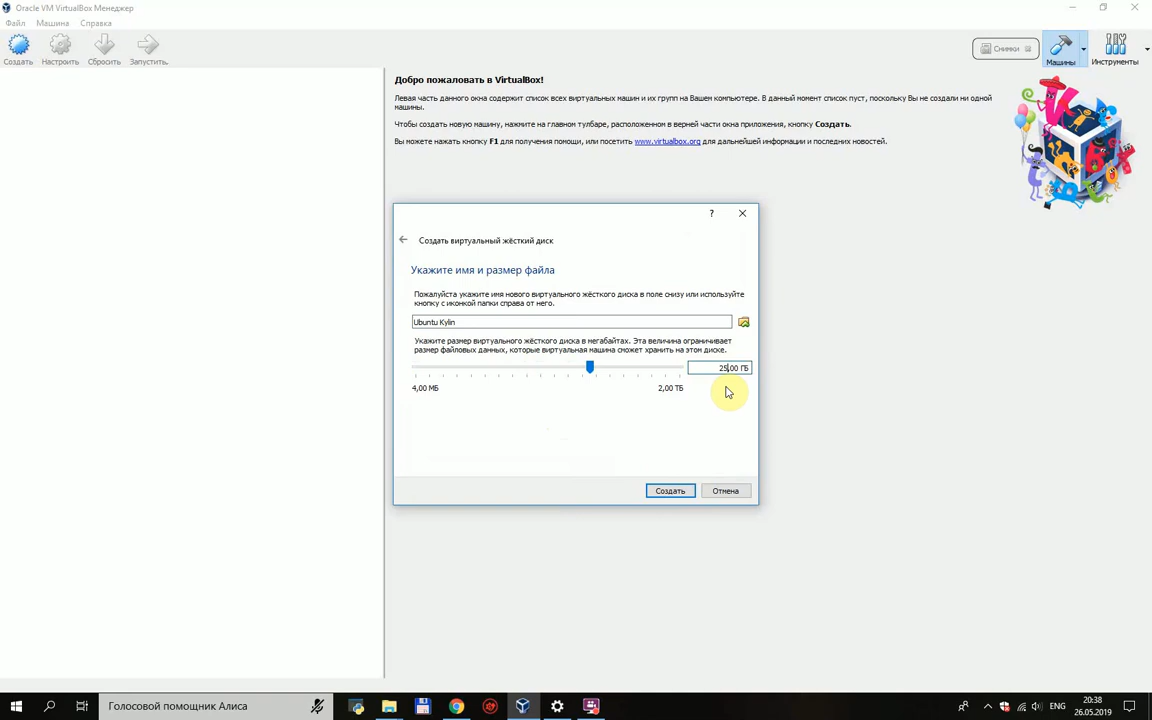 Oracle VM VirtualBox Менеджер
Файл Машина Справка
Создать Настроить Сбросить Запустить.
Снимки
Машины Инструменты
Добро пожаловать в VirtualBox!
Левая часть данного окна содержит список всех виртуальных машин и их групп на Вашем компьютере. В данный момент список пуст, поскольку Вы не создали ни одной
машины.
Чтобы создать новую машину, нажмите на главном тулбаре, расположенном в верхней части окна приложения, кнопку Создать.
Вы можете нажать кнопку F1 для получения помощи, или посетить www.virtualbox.org для дальнейшей информации и последних новостей.
?
Создать виртуальный жёсткий диск
Укажите имя и размер файла
Пожалуйста укажите имя нового виртуального жёсткого диска в поле снизу или используйте
кнопку с иконкой папки справа от него.
Ubuntu Kylin
Укажите размер виртуального жёсткого диска в мегабайтах. Эта величина ограничивает
размер файловых данных, которые виртуальная машина сможет хранить на этом диске.
25,00 ГБ
4,00 МБ 2,00 ТБ
Создать Отмена
Голосовой помощник Алиса
ENG
20:38
26.05.2019